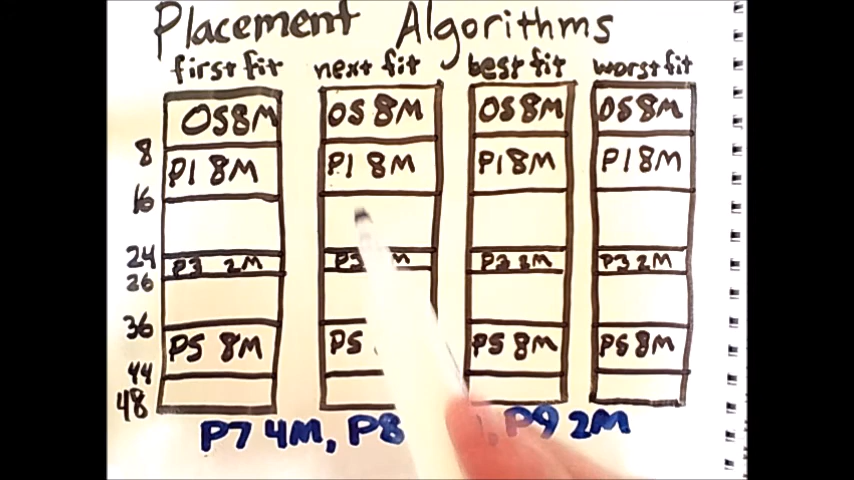 Placement Algorithms
first fit next fit best fit worst fit
OS 8M OS 8M OS 8M OS 8M
8
P1 8M P1 8M P1 8M P1 8M
16
24
P3 2M P3 M P3 2M P3 2M
26
36
P5 8M P5 P5 8M P5 8M
44
48
P7 4M, P8 , P9 2M